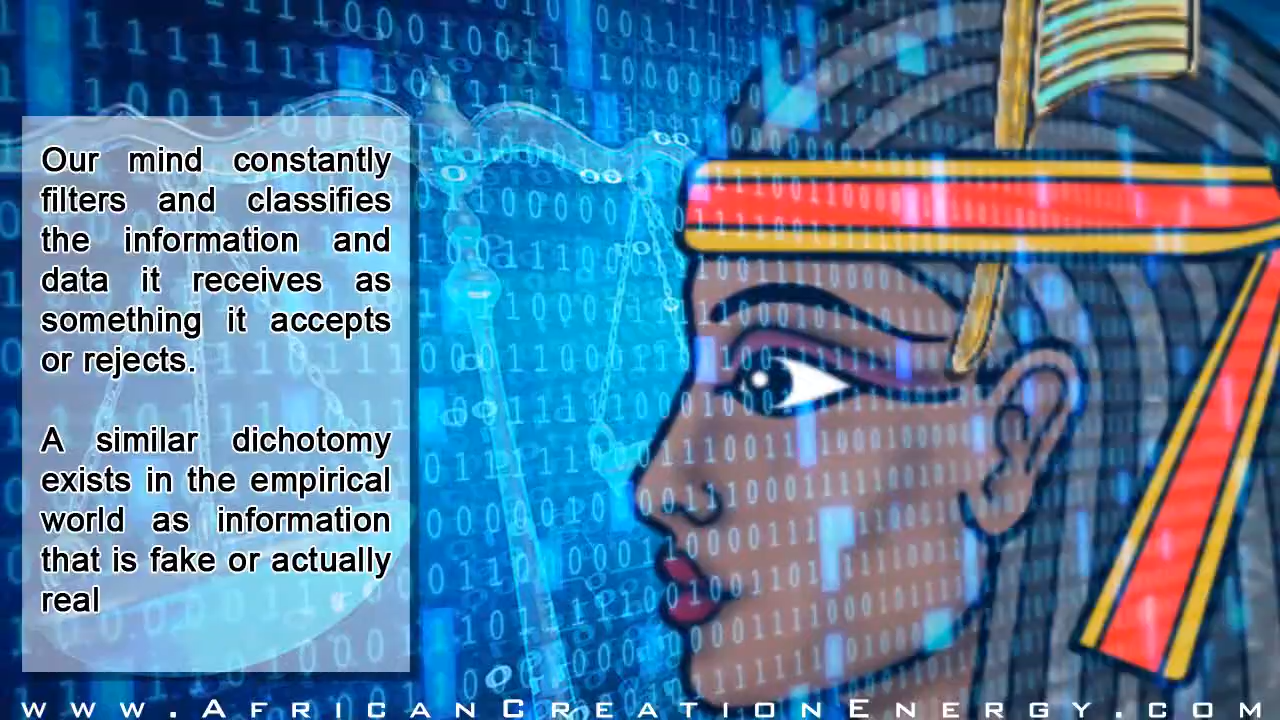 Our mind constantly
filters and classifies
the information and
data it receives as
something it accepts
or rejects.
A similar dichotomy
exists in the empirical
world as information
that is fake or actually
real
www.AfricanCreationEnergy.com